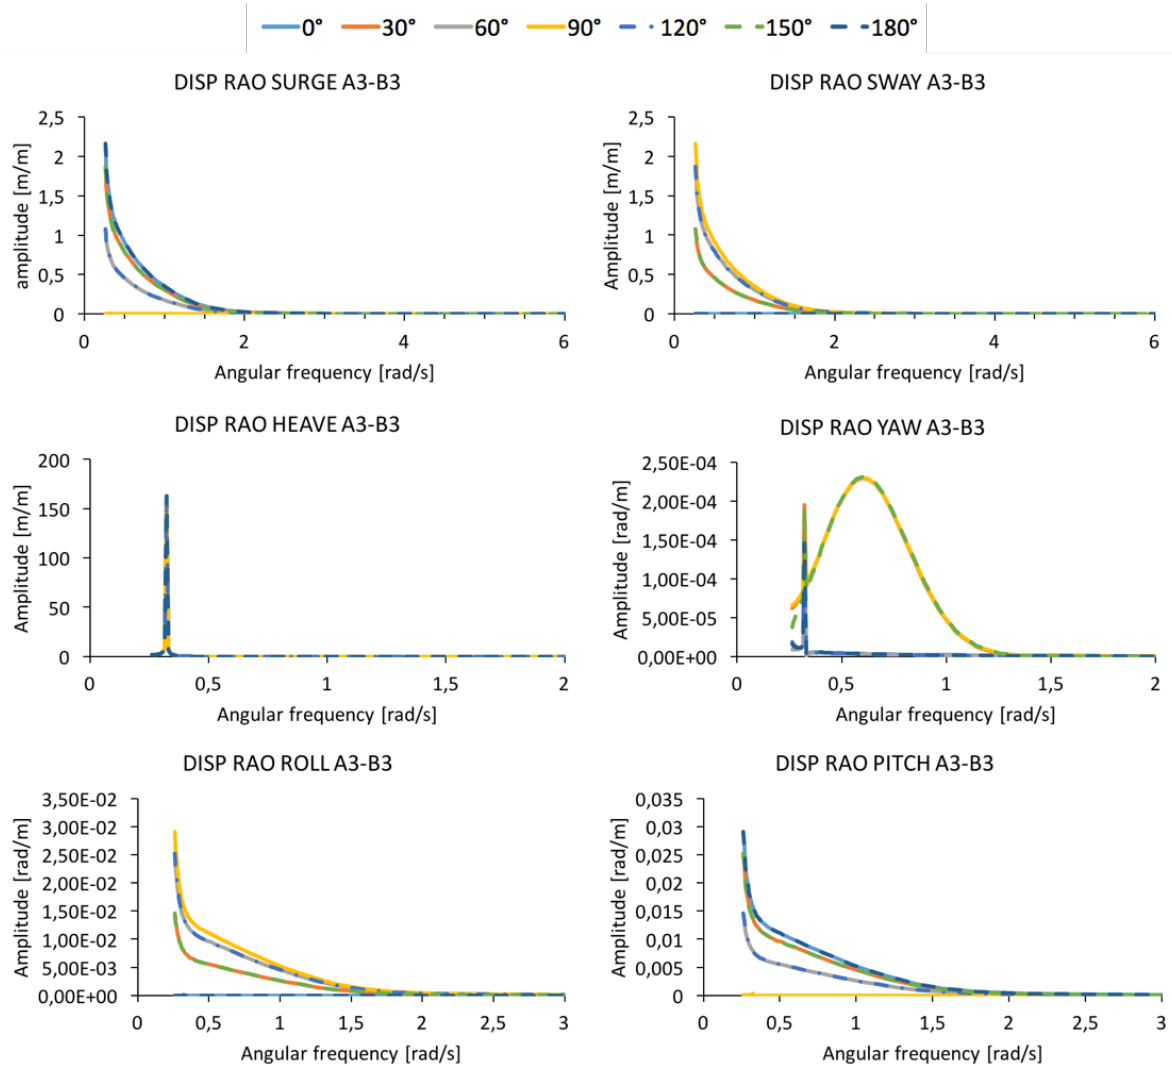 0° 30° 60° 90° 120° 150° 180°
DISP RAO SURGE A3-B3
amplitude [m/m]
2,5
2
1,5
1
0,5
0
0 2 4 6
Angular frequency [rad/s]
DISP RAO SWAY A3-B3
Amplitude [m/m]
2,5
2
1,5
1
0,5
0
0 2 4 6
Angular frequency [rad/s]
DISP RAO HEAVE A3-B3
Amplitude [m/m]
200
150
100
50
0
0 0,5 1 1,5 2
Angular frequency [rad/s]
DISP RAO YAW A3-B3
Amplitude [rad/m]
2,50E-04
2,00E-04
1,50E-04
1,00E-04
5,00E-05
0,00E+00
0 0,5 1 1,5 2
Angular frequency [rad/s]
DISP RAO ROLL A3-B3
Amplitude [rad/m]
3,50E-02
3,00E-02
2,50E-02
2,00E-02
1,50E-02
1,00E-02
5,00E-03
0,00E+00
0 0,5 1 1,5 2 2,5 3
Angular frequency [rad/s]
DISP RAO PITCH A3-B3
Amplitude [rad/m]
0,035
0,03
0,025
0,02
0,015
0,01
0,005
0
0 0,5 1 1,5 2 2,5 3
Angular frequency [rad/s]